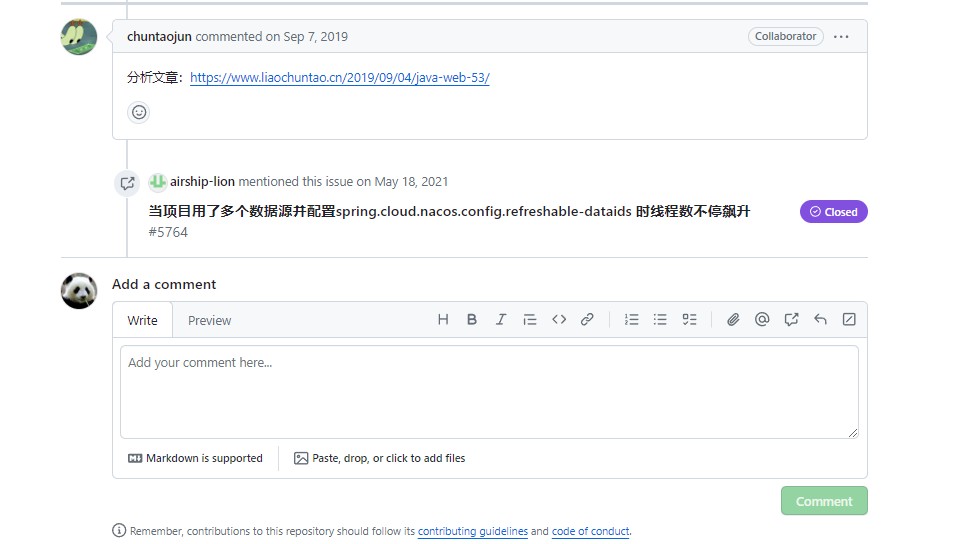 chuntaojun commented on Sep 7, 2019
Collaborator
分析文章：https://www.liaochuntao.cn/2019/09/04/java-web-53/
airship-lion mentioned this issue on May 18, 2021
当项目用了多个数据源井配置spring.cloud.nacos.config.refreshable-dataids 时线程数不停飙升
Closed
#5764
Add a comment
Write
Preview
Add your comment here...
Markdown is supported
Paste, drop, or click to add files
Comment
Remember, contributions to this repository should follow its contributing guidelines and code of conduct.